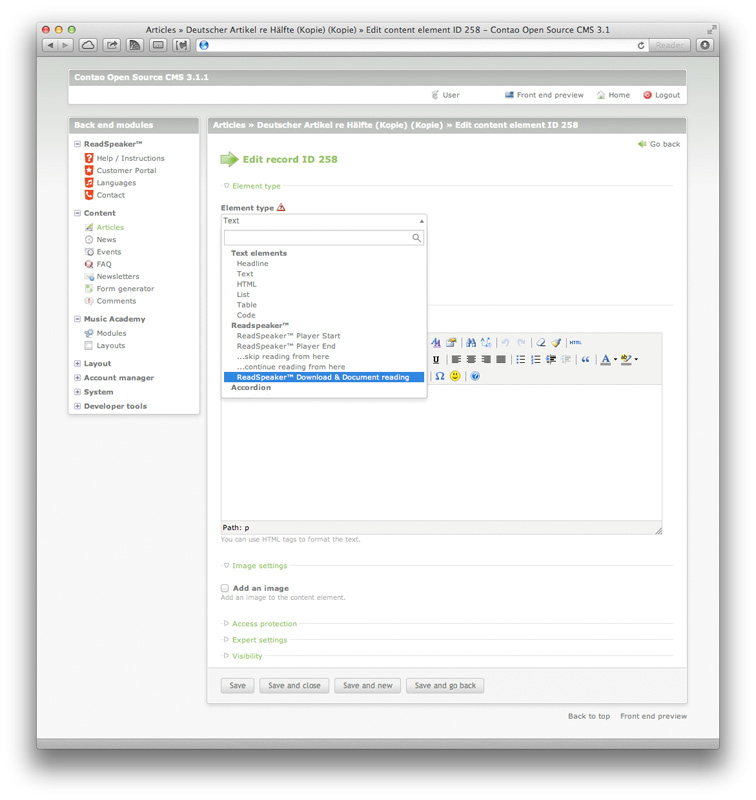 Articles » Deutscher Artikel re Hälfte (Kopie) (Kopie) » Edit content element ID 258 – Contao Open Source CMS 3.1
Reader
Contao Open Source CMS 3.1.1
User Front end preview Home Logout
Back end modules
ReadSpeaker™
Help / Instructions
Customer Portal
Languages
Contact
Content
Articles
News
Events
FAQ
Newsletters
Form generator
Comments
Music Academy
Modules
Layouts
Layout
Account manager
System
Developer tools
Articles » Deutscher Artikel re Hälfte (Kopie) (Kopie) » Edit content element ID 258
Go back
Edit record ID 258
Element type
Element type
Text
Text elements
Headline
Text
HTML
List
Table
Code
Readspeaker™
ReadSpeaker™ Player Start
ReadSpeaker™ Player End
...skip reading from here
...continue reading from here
ReadSpeaker™ Download & Document reading
Accordion
HTML
U
Path: p
You can use HTML tags to format the text.
Image settings
Add an image
Add an image to the content element.
Access protection
Expert settings
Visibility
Save Save and close Save and new Save and go back
Back to top Front end preview